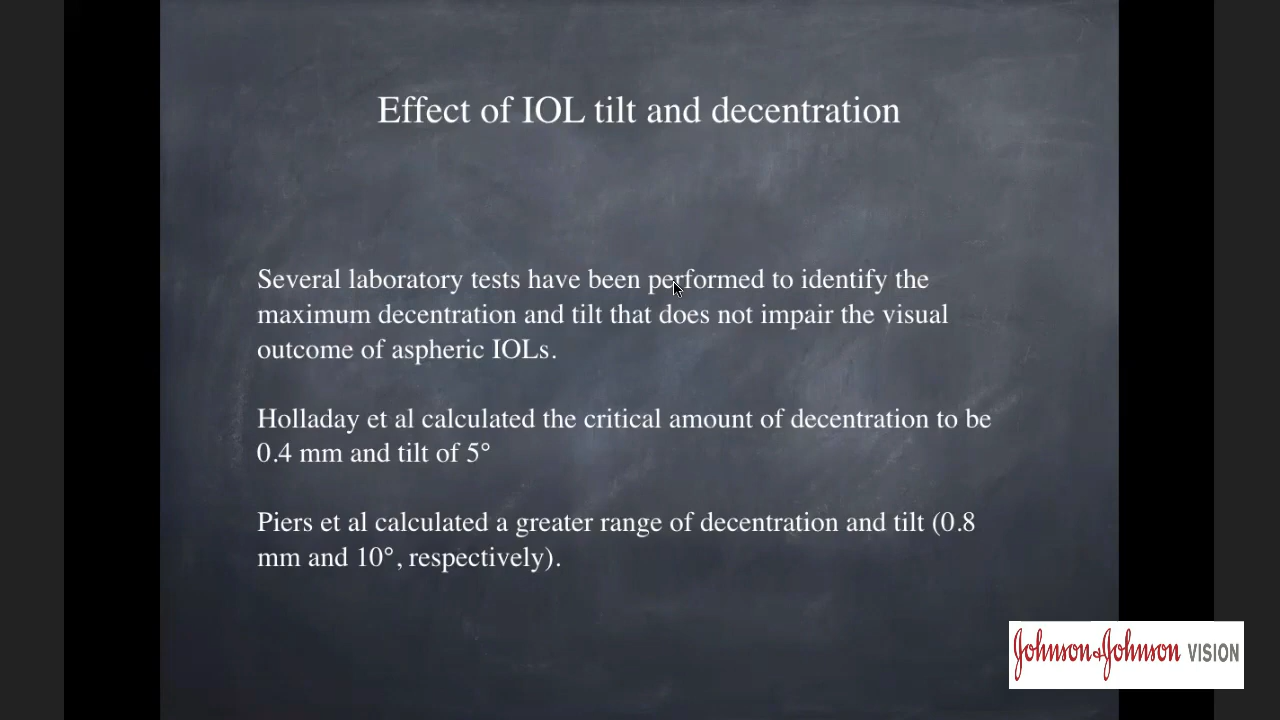 Effect of IOL tilt and decentration
Several laboratory tests have been performed to identify the
maximum decentration and tilt that does not impair the visual
outcome of aspheric IOLs.
Holladay et al calculated the critical amount of decentration to be
0.4 mm and tilt of 5°
Piers et al calculated a greater range of decentration and tilt (0.8
mm and 10°, respectively).
Johnson & Johnson VISION